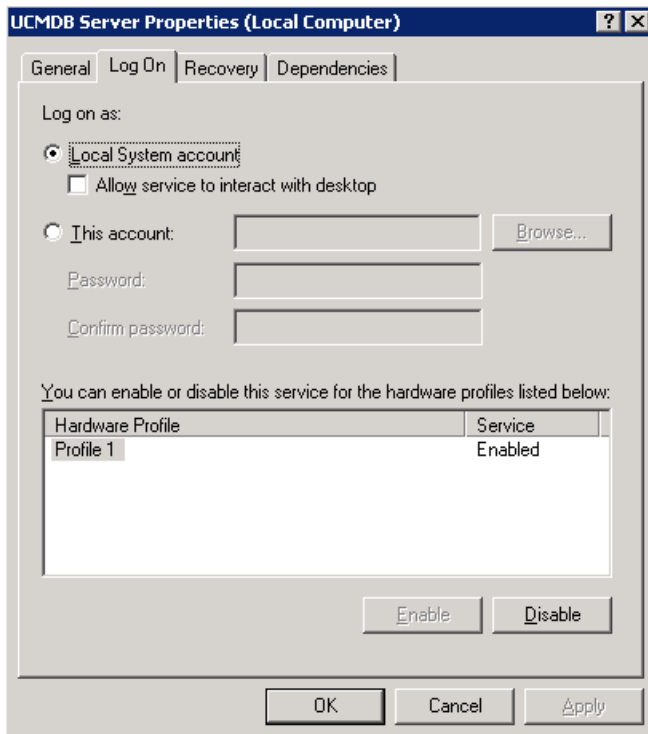 UCMDB Server Properties (Local Computer)
General Log On Recovery Dependencies
Log on as:
Local System account
Allow service to interact with desktop
This account:
Browse...
Password:
Confirm password:
You can enable or disable this service for the hardware profiles listed below:
Hardware Profile Service
Profile 1 Enabled
Enable Disable
OK Cancel Apply